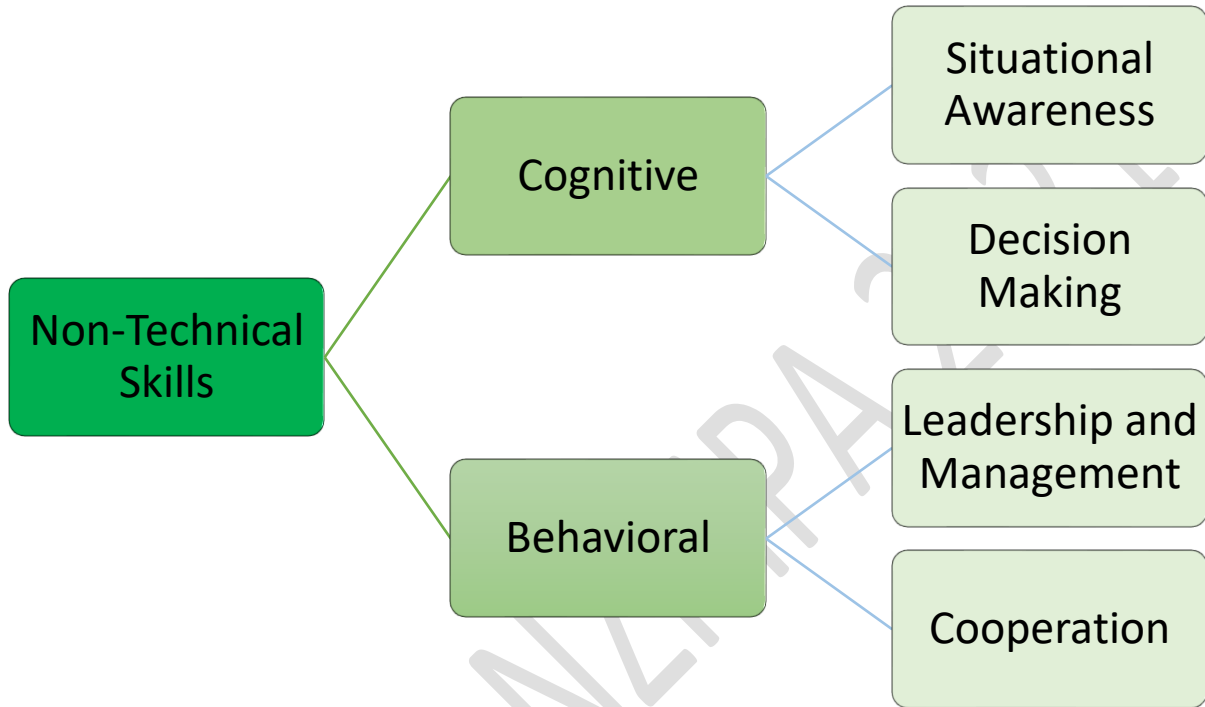 Situational
Awareness
Cognitive
Decision
Making
Non-Technical
Skills
Leadership and
Management
Behavioral
Cooperation